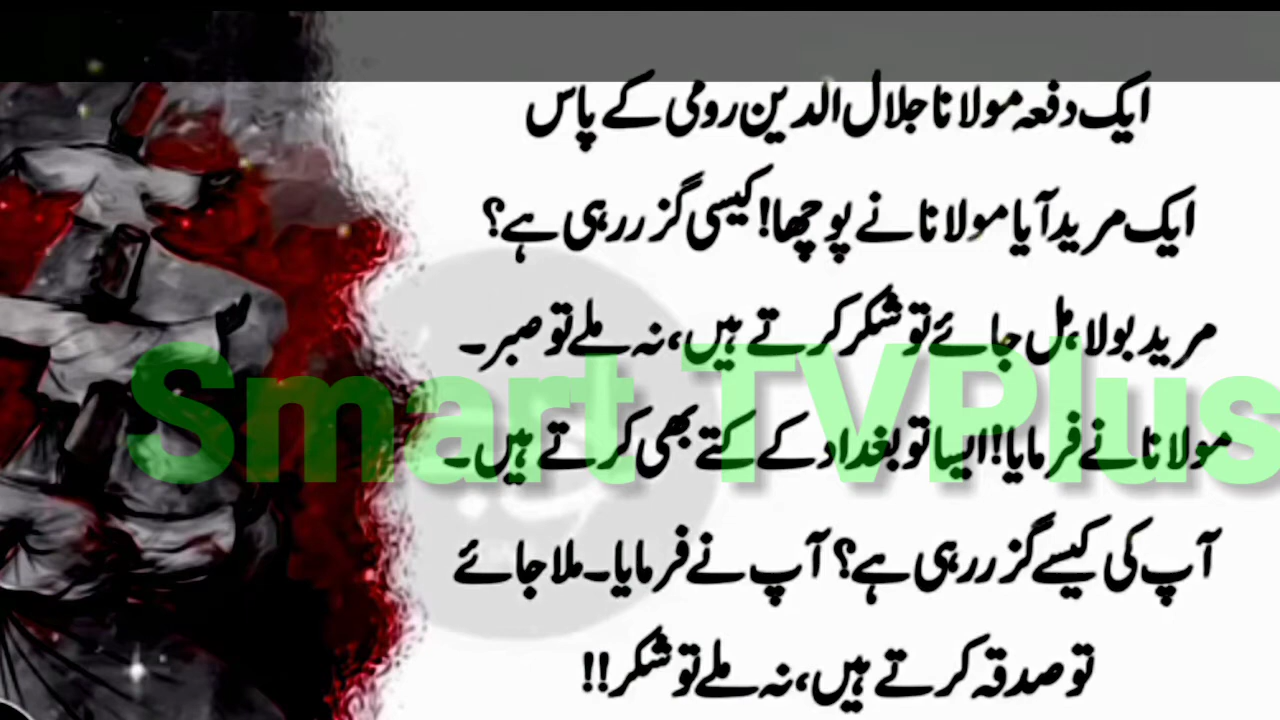 ایک دفعہ مولانا جلال الدین رومی کے پاس
ایک مرید آیا مولانا نے پوچھا! کیسی گزر رہی ہے؟
مرید بولا، مل جائے تو شکر کرتے ہیں، نہ ملے تو صبر۔
Smart TVPlus
مولانا نے فرمایا! ایسا تو بغداد کے کتے بھی کرتے ہیں۔
آپ کی کیسے گزر رہی ہے؟ آپ نے فرمایا۔ ملا جائے
تو صدقہ کرتے ہیں، نہ ملے تو شکر!!